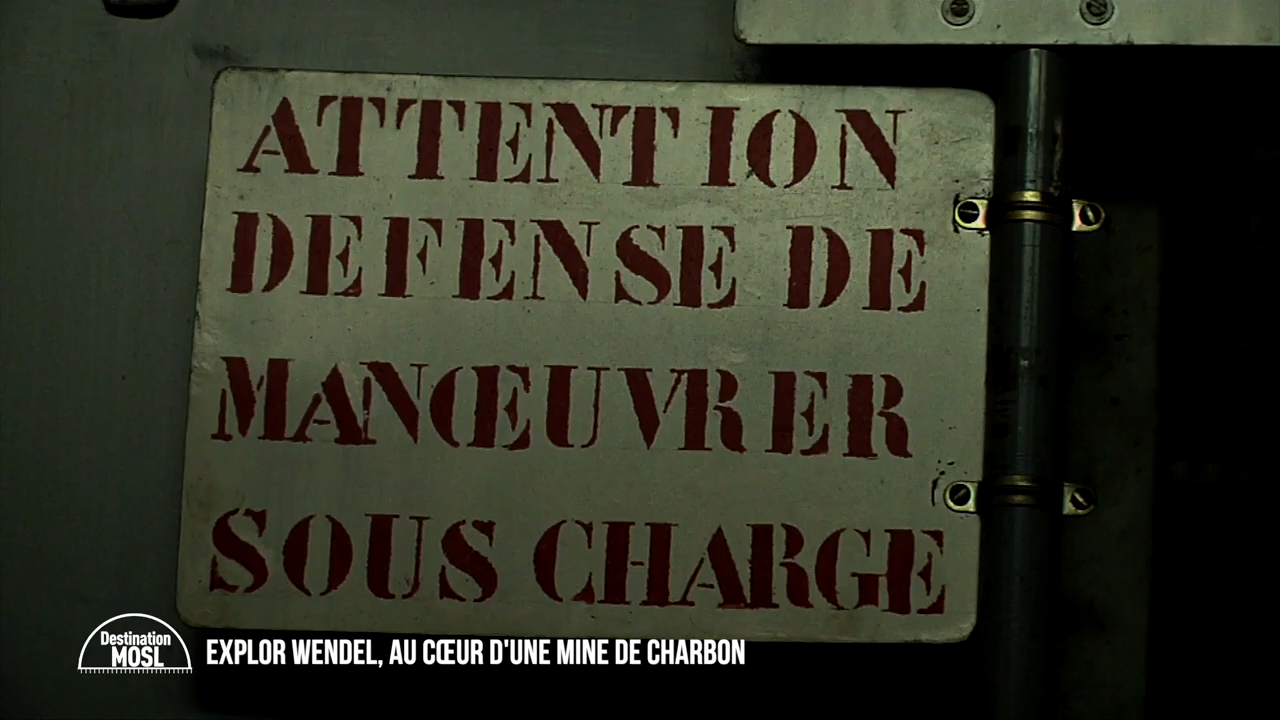 ATTENTION
DEFENSE DE
MANŒUVRER
SOUS CHARGE
Destination
MOSL
EXPLOR WENDEL, AU CŒUR D'UNE MINE DE CHARBON